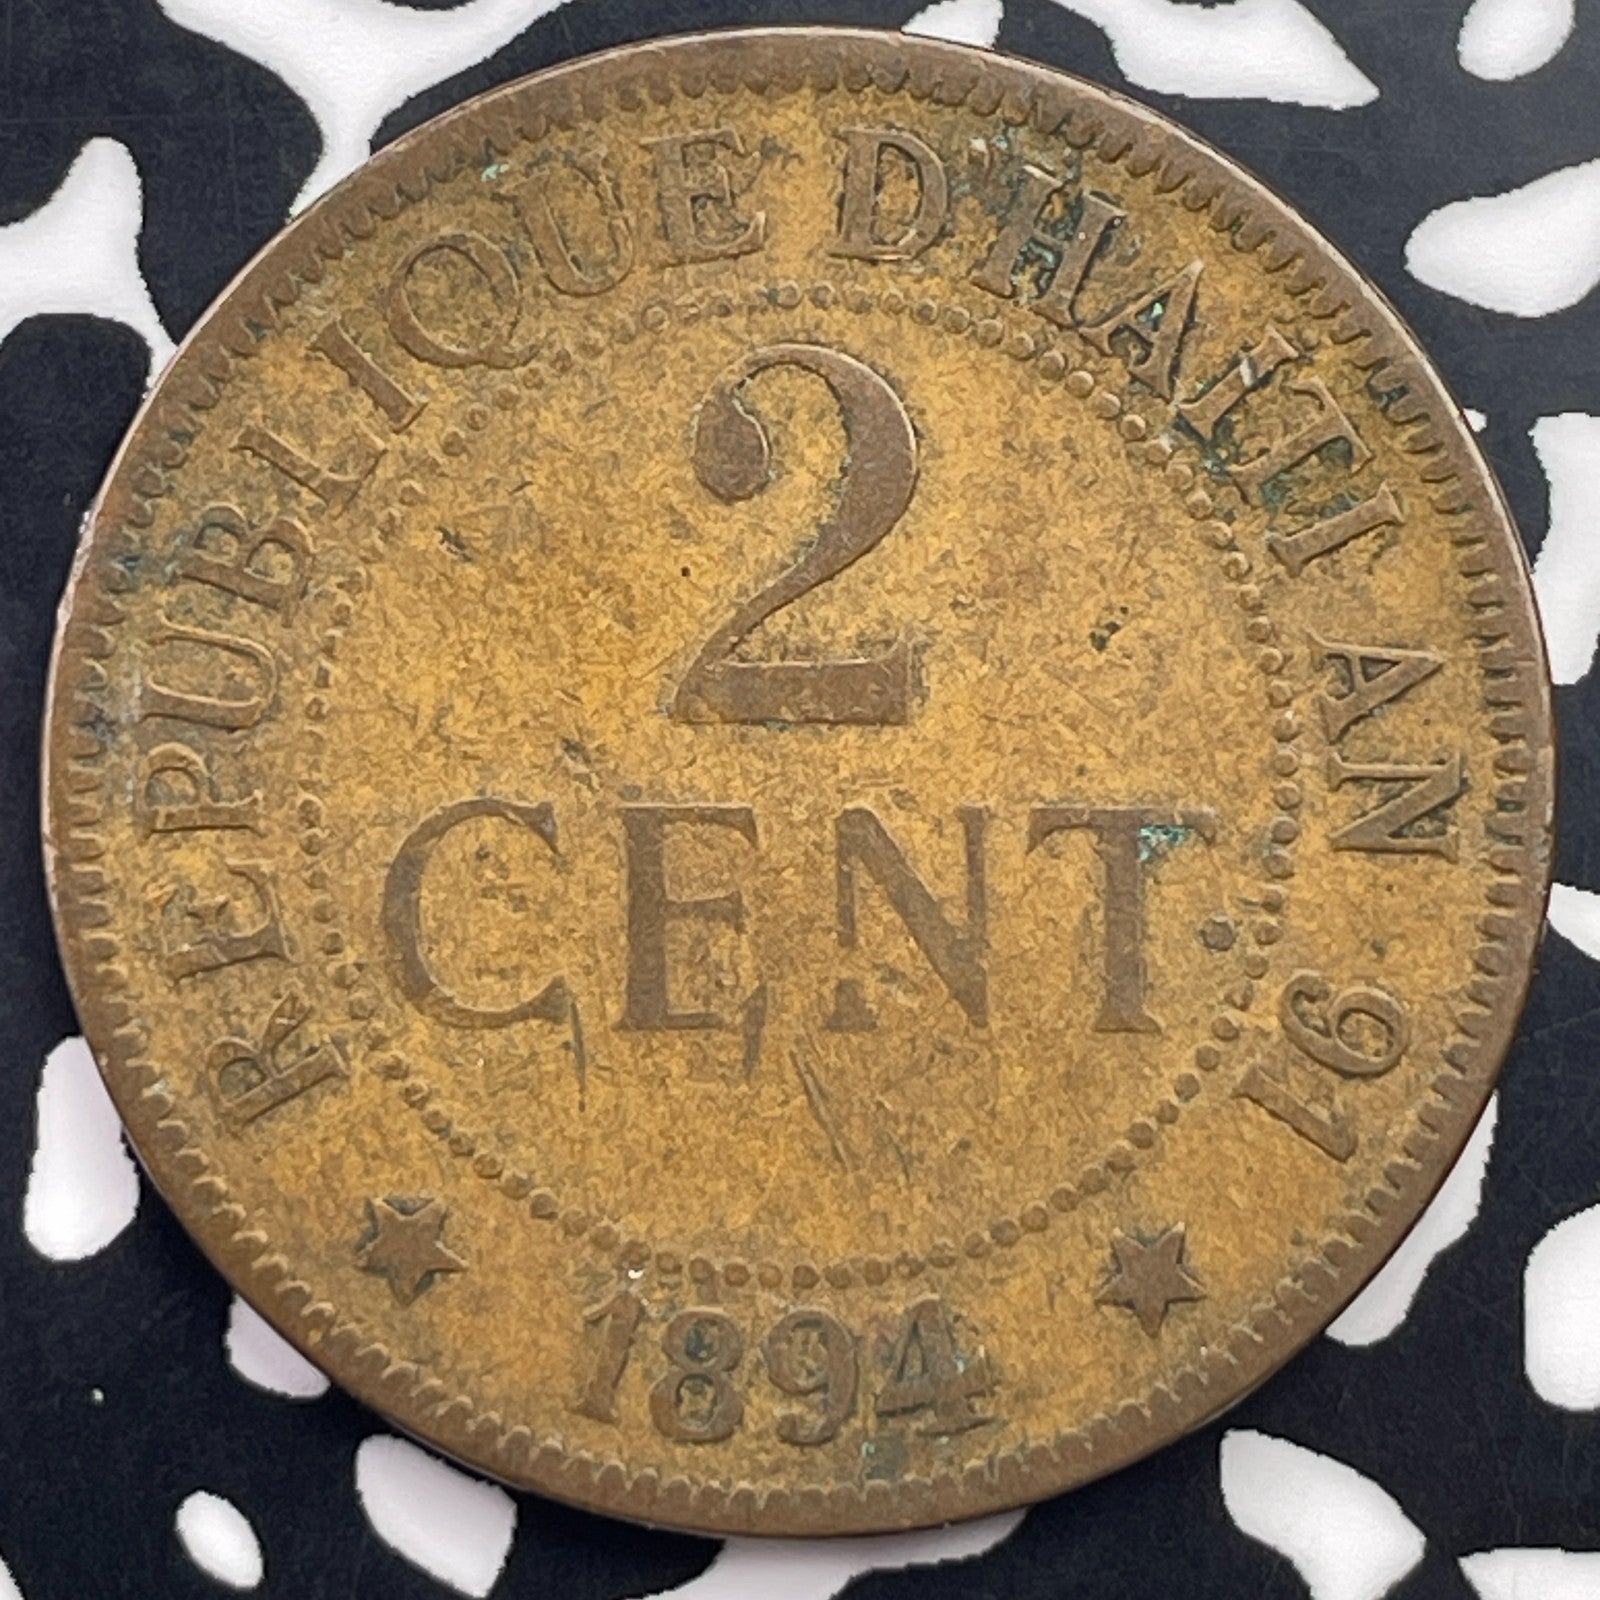 REPUBLIQUE D'HAITI AN 91
2
CENT.
1894